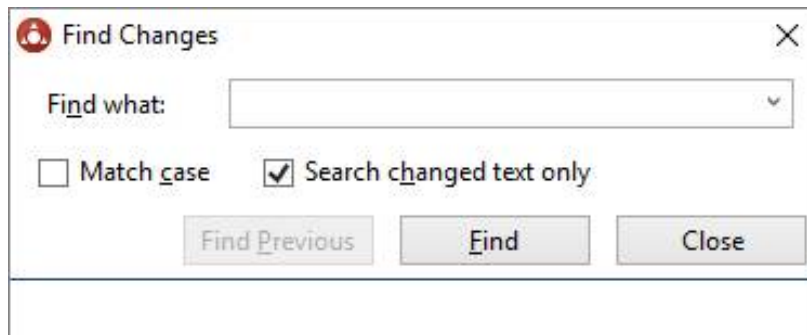 Find Changes
Find what:
Match case Search changed text only
Find Previous Find Close